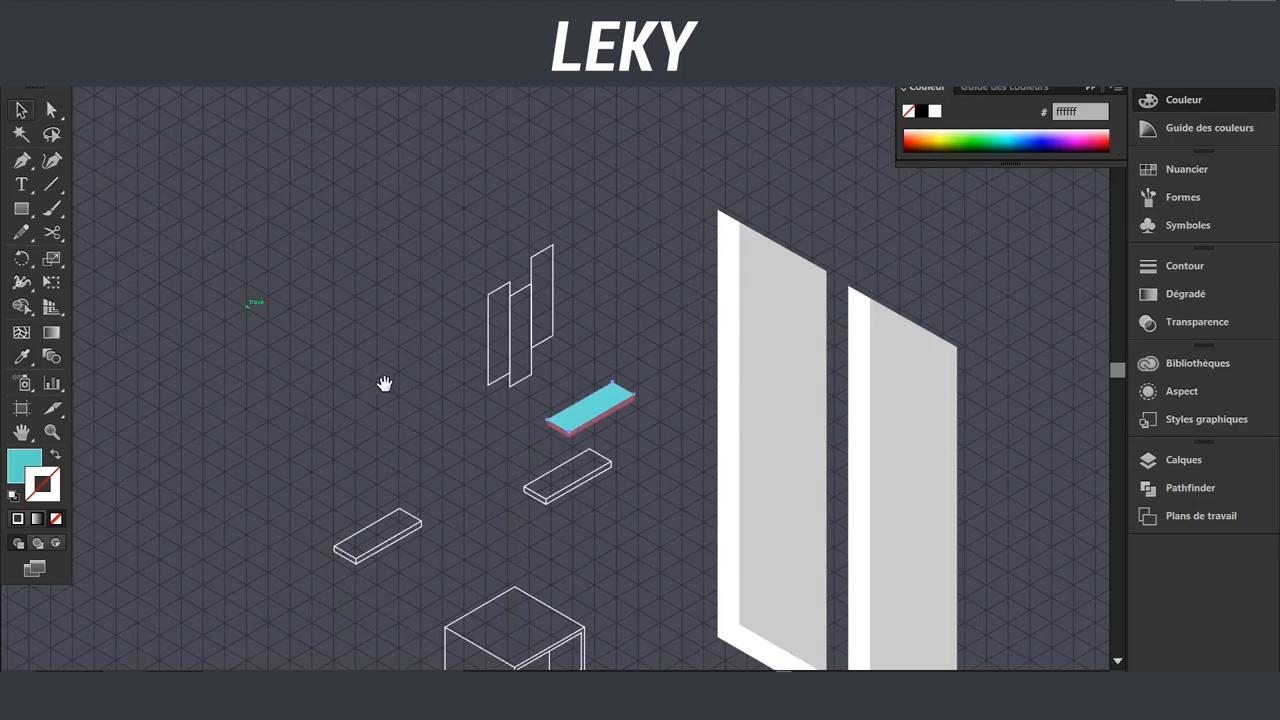 LEKY
Couleur
Guide des couleurs
# ffffff
Couleur
Guide des couleurs
Nuancier
Formes
Symboles
Contour
Dégradé
Transparence
Bibliothèques
Aspect
Styles graphiques
Calques
Pathfinder
Plans de travail
tracé